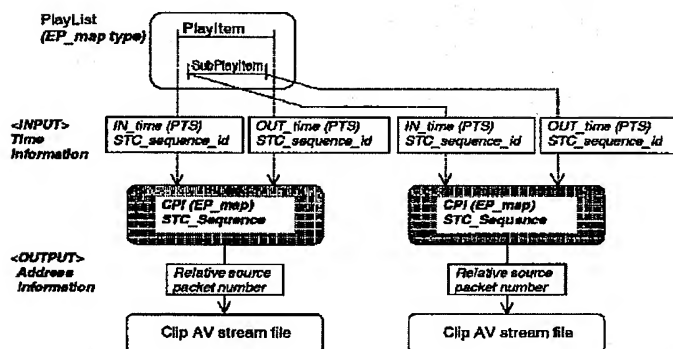 PlayList
(EP_map type)
PlayItem
SubPlayItem
<INPUT>
Time
Information
IN_time (PTS)
STC_sequence_id
OUT_time (PTS)
STC_sequence_id
IN_time (PTS)
STC_sequence_id
OUT_time (PTS)
STC_sequence_id
CPI (EP_map)
STC_Sequence
CPI (EP_map)
STC_Sequence
<OUTPUT>
Address
Information
Relative source
packet number
Relative source
packet number
Clip AV stream file
Clip AV stream file